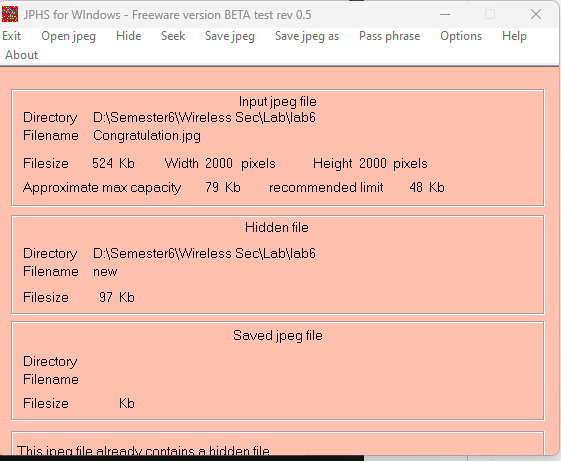 JPHS for WIndows - Freeware version BETA test rev 0.5
Exit Open jpeg Hide Seek Save jpeg Save jpeg as Pass phrase Options Help
About
Input jpeg file
Directory D:\Semester6\Wireless Sec\Lab\lab6
Filename Congratulation.jpg
Filesize 524 Kb Width 2000 pixels Height 2000 pixels
Approximate max capacity 79 Kb recommended limit 48 Kb
Hidden file
Directory D:\Semester6\Wireless Sec\Lab\lab6
Filename new
Filesize 97 Kb
Saved jpeg file
Directory
Filename
Filesize Kb
This jpeg file already contains a hidden file